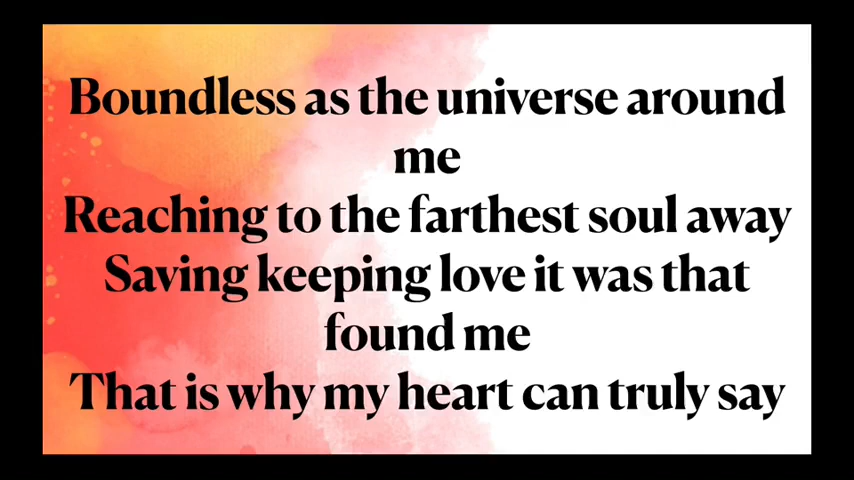 Boundless as the universe around
me
Reaching to the farthest soul away
Saving keeping love it was that
found me
That is why my heart can truly say